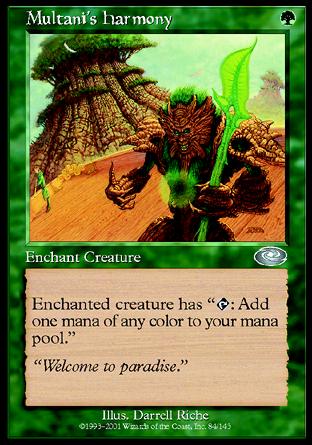 Multani's Harmony
Enchant Creature
Enchanted creature has “: Add
one mana of any color to your mana
pool.”
“Welcome to paradise.”
Illus. Darrell Riche
©1993–2001 Wizards of the Coast, Inc. 84/143